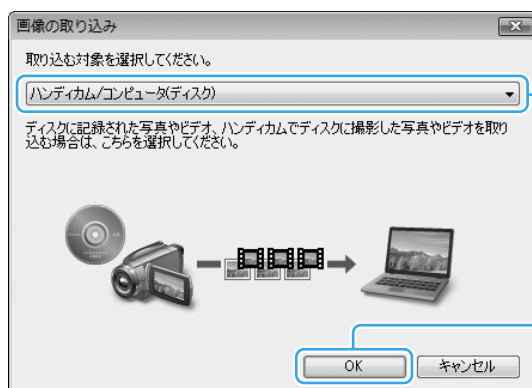 画像の取り込み
取り込む対象を選択してください。
ハンディカム/コンピュータ(ディスク)
ディスクに記録された写真やビデオ、ハンディカムでディスクに撮影した写真やビデオを取り
込む場合は、こちらを選択してください。
OK
キャンセル